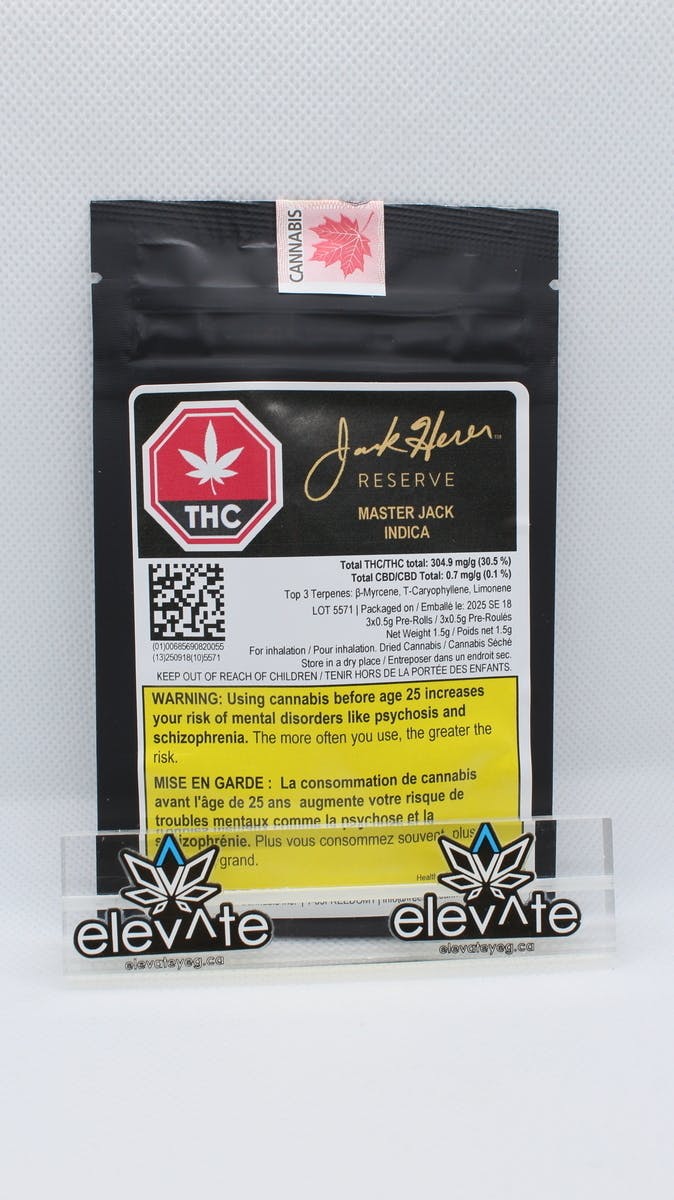 CANNABIS
Jack Herer™
RESERVE
MASTER JACK
INDICA
THC
Total THC/THC total: 304.9 mg/g (30.5 %)
Total CBD/CBD Total: 0.7 mg/g (0.1 %)
Top 3 Terpenes: β-Myrcene, T-Caryophyllene, Limonene
LOT 5571 | Packaged on / Emballé le: 2025 SE 18
3x0.5g Pre-Rolls / 3x0.5g Pre-Roulés
Net Weight 1.5g / Poids net 1.5g
(01)00685690820055
(13)250918(10)5571
For inhalation / Pour inhalation. Dried Cannabis / Cannabis Séché
Store in a dry place / Entreposer dans un endroit sec.
KEEP OUT OF REACH OF CHILDREN / TENIR HORS DE LA PORTÉE DES ENFANTS.
WARNING: Using cannabis before age 25 increases
your risk of mental disorders like psychosis and
schizophrenia. The more often you use, the greater the
risk.
MISE EN GARDE : La consommation de cannabis
avant l'âge de 25 ans augmente votre risque de
troubles mentaux comme la psychose et la
schizophrénie. Plus vous consommez souvent, plus
grand.
Health
elevʌte
elevateyeg.ca
elevʌte
elevateyeg.ca